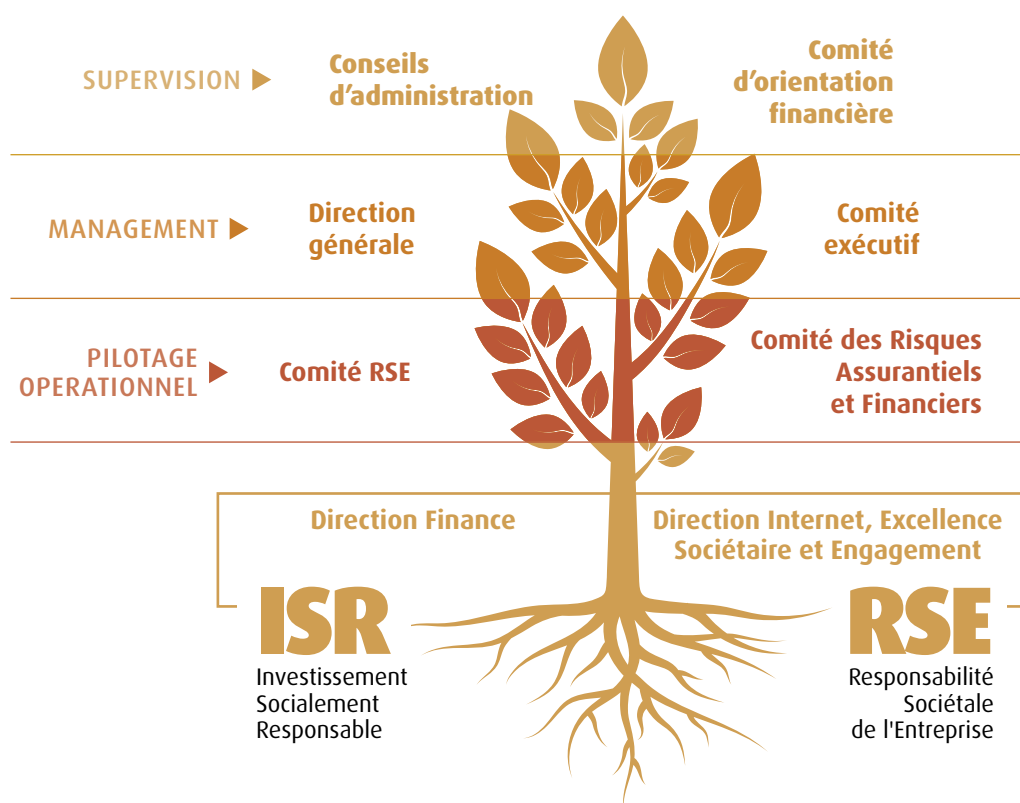 SUPERVISION
Conseils
d'administration
Comité
d'orientation
financière
MANAGEMENT
Direction
générale
Comité
exécutif
PILOTAGE
OPERATIONNEL
Comité RSE
Comité des Risques
Assurantiels
et Financiers
Direction Finance
Direction Internet, Excellence
Sociétaire et Engagement
ISR
Investissement
Socialement
Responsable
RSE
Responsabilité
Sociétale
de l'Entreprise